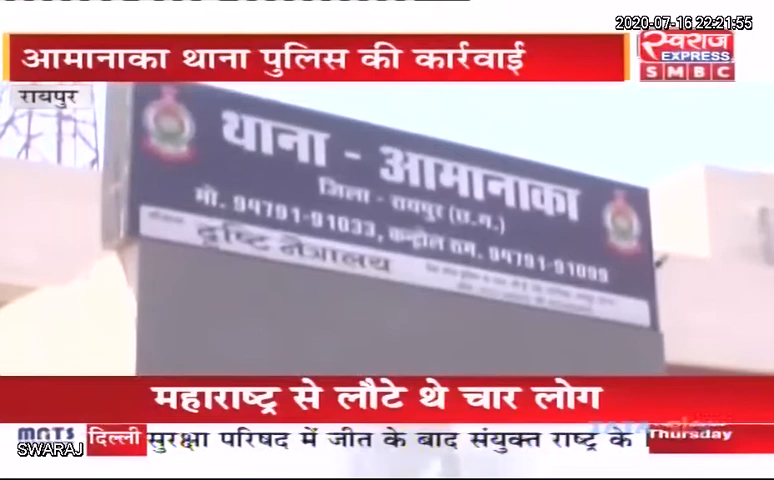 2020-07-16 22:21:55
आमानाका थाना पुलिस की कार्रवाई
स्वराज
EXPRESS
SMBC
रायपुर
थाना - आमानाका
जिला - रायपुर (छ.ग.)
मो. 94791-91033, कन्ट्रोल रुम. 94791-91099
दृष्टि नेत्रालय
महाराष्ट्र से लौटे थे चार लोग
दिल्ली
सुरक्षा परिषद में जीत के बाद संयुक्त राष्ट्र के
Thursday
SWARAJ